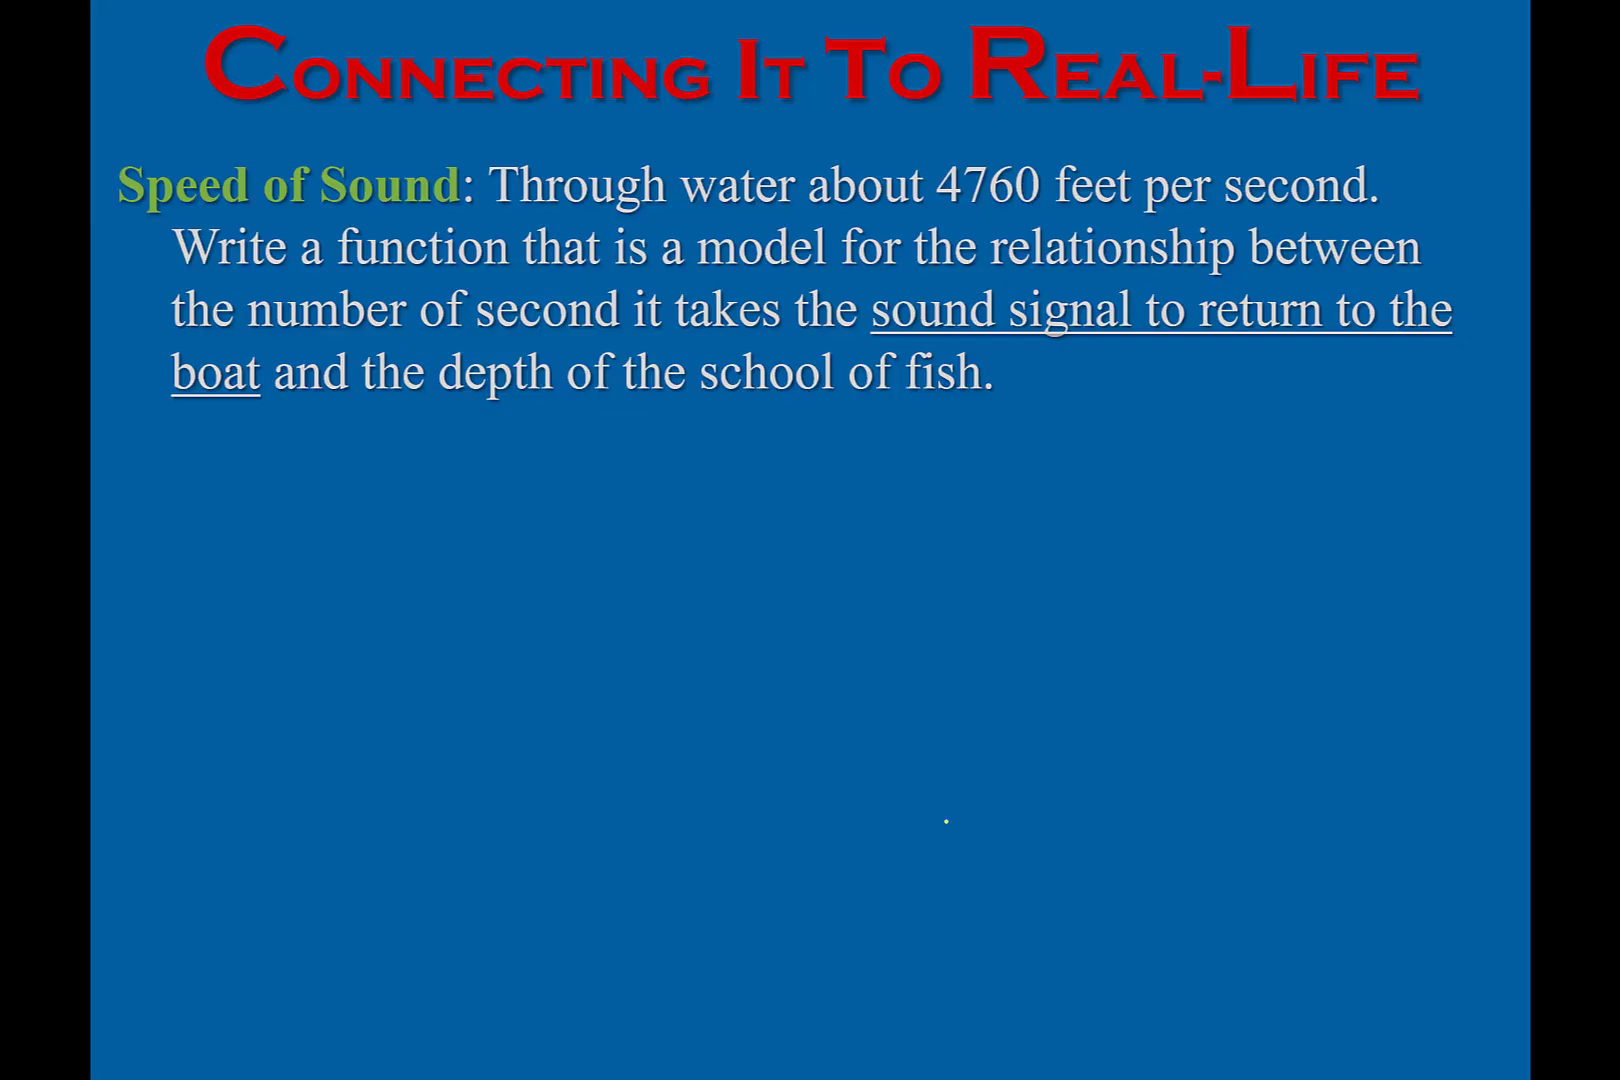 CONNECTING IT TO REAL-LIFE
Speed of Sound: Through water about 4760 feet per second.
Write a function that is a model for the relationship between
the number of second it takes the sound signal to return to the
boat and the depth of the school of fish.